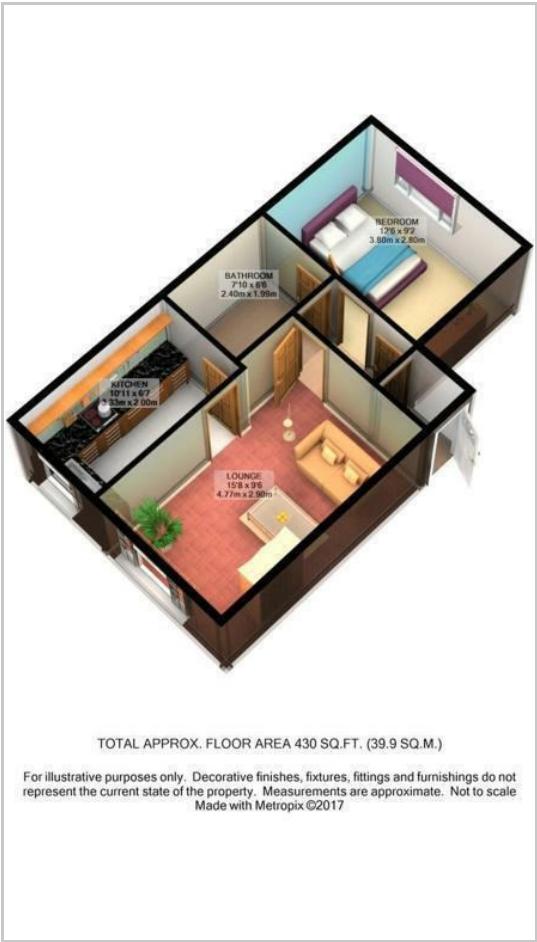 BEDROOM
12'6 x 9'2
3.80m x 2.80m
BATHROOM
7'10 x 6'6
2.40m x 1.99m
KITCHEN
10'11 x 6'7
3.33m x 2.00m
LOUNGE
15'8 x 9'6
4.77m x 2.90m
TOTAL APPROX. FLOOR AREA 430 SQ.FT. (39.9 SQ.M.)
For illustrative purposes only. Decorative finishes, fixtures, fittings and furnishings do not
represent the current state of the property. Measurements are approximate. Not to scale
Made with Metropix ©2017